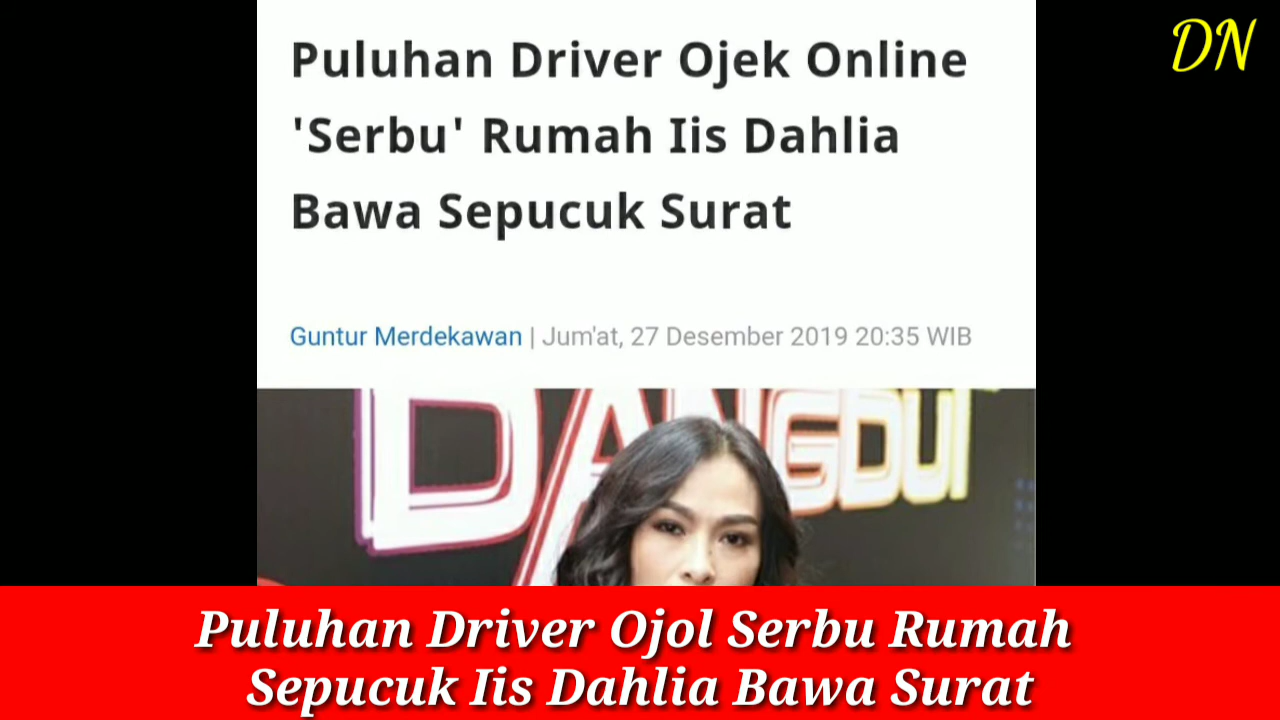 DN
Puluhan Driver Ojek Online
'Serbu' Rumah Iis Dahlia
Bawa Sepucuk Surat
Guntur Merdekawan | Jum'at, 27 Desember 2019 20:35 WIB
DANGDUT
Puluhan Driver Ojol Serbu Rumah
Sepucuk Iis Dahlia Bawa Surat